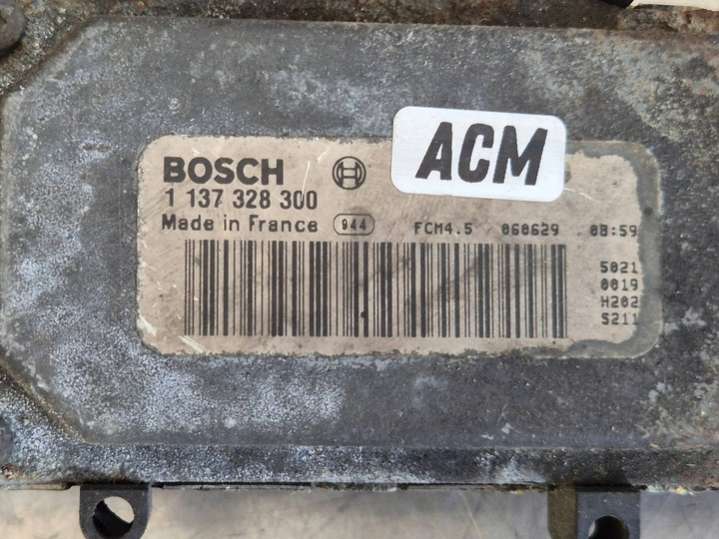 ACM
BOSCH
1 137 328 300
Made in France 944 FCM4.5 060629 08:59
5021
0019
H202
S211